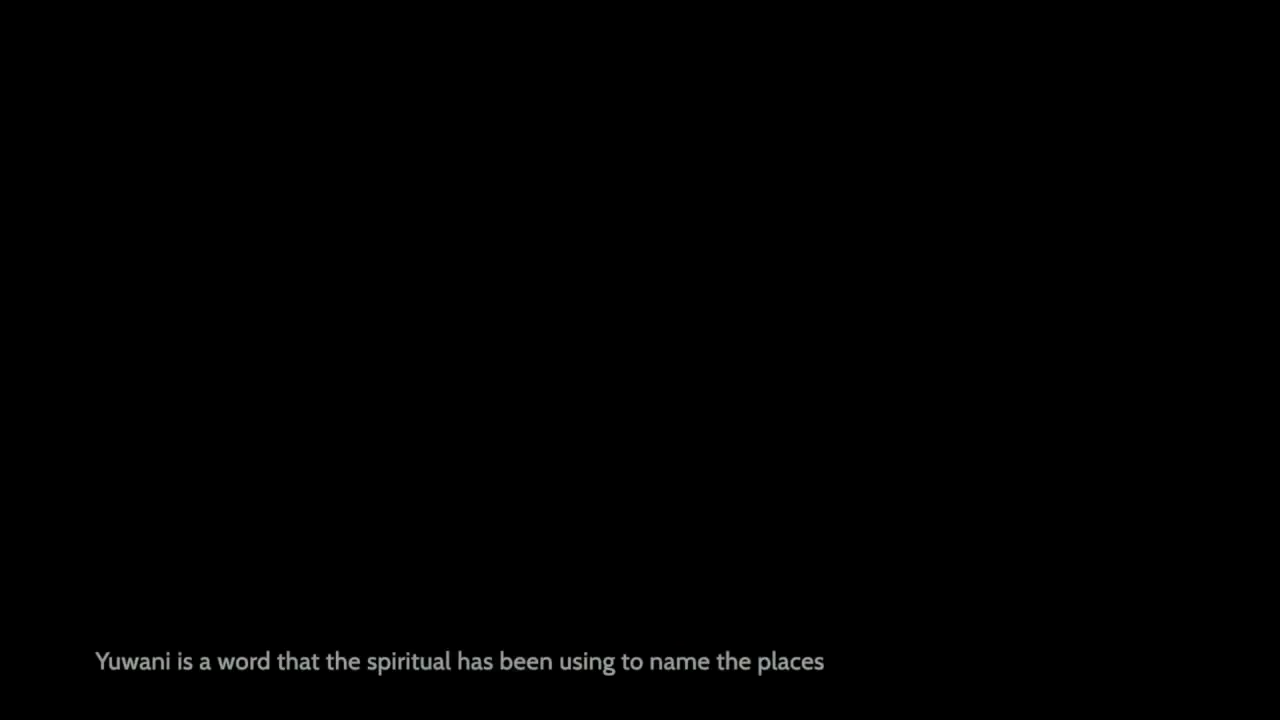 Yuwani is a word that the spiritual has been using to name the places